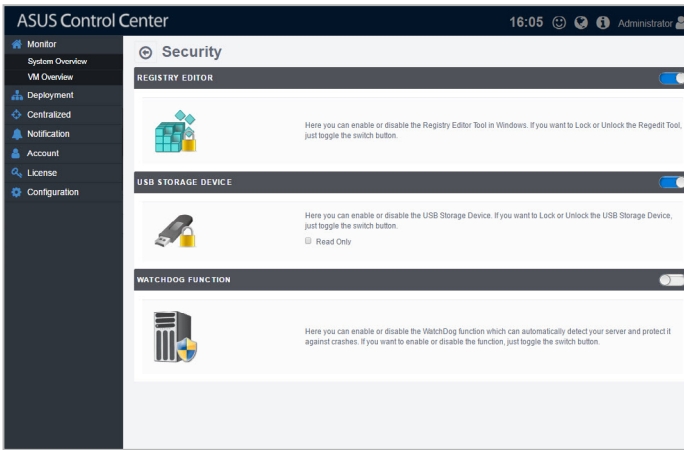 ASUS Control Center
16:05
Administrator
Monitor
System Overview
VM Overview
Deployment
Centralized
Notification
Account
License
Configuration
Security
REGISTRY EDITOR
Here you can enable or disable the Registry Editor Tool in Windows. If you want to Lock or Unlock the Regedit Tool,
just toggle the switch button.
USB STORAGE DEVICE
Here you can enable or disable the USB Storage Device. If you want to Lock or Unlock the USB Storage Device,
just toggle the switch button.
Read Only
WATCHDOG FUNCTION
Here you can enable or disable the WatchDog function which can automatically detect your server and protect it
against crashes. If you want to enable or disable the function, just toggle the switch button.